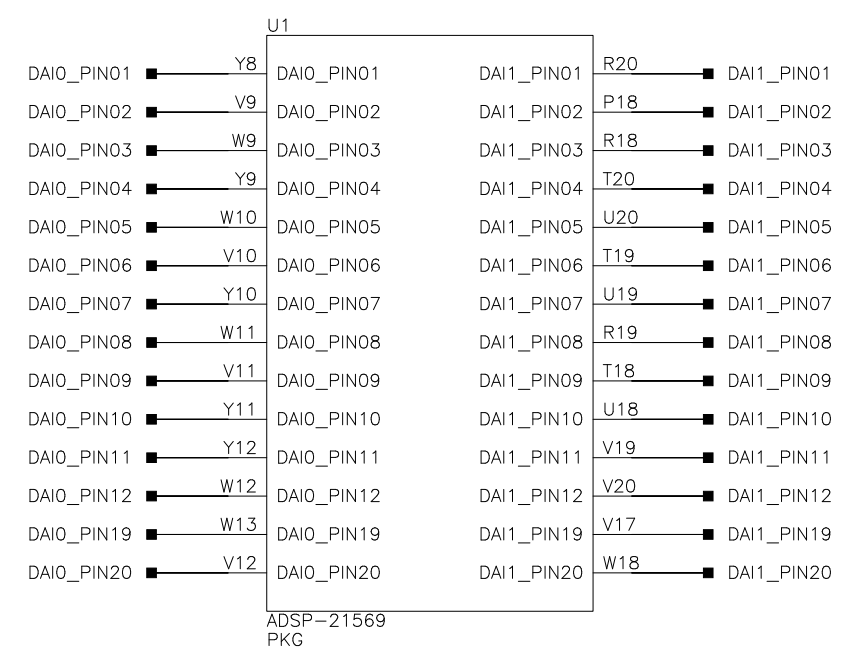 U1
DAI0_PIN01 Y8 DAI0_PIN01 DAI1_PIN01 R20 DAI1_PIN01
DAI0_PIN02 V9 DAI0_PIN02 DAI1_PIN02 P18 DAI1_PIN02
DAI0_PIN03 W9 DAI0_PIN03 DAI1_PIN03 R18 DAI1_PIN03
DAI0_PIN04 Y9 DAI0_PIN04 DAI1_PIN04 T20 DAI1_PIN04
DAI0_PIN05 W10 DAI0_PIN05 DAI1_PIN05 U20 DAI1_PIN05
DAI0_PIN06 V10 DAI0_PIN06 DAI1_PIN06 T19 DAI1_PIN06
DAI0_PIN07 Y10 DAI0_PIN07 DAI1_PIN07 U19 DAI1_PIN07
DAI0_PIN08 W11 DAI0_PIN08 DAI1_PIN08 R19 DAI1_PIN08
DAI0_PIN09 V11 DAI0_PIN09 DAI1_PIN09 T18 DAI1_PIN09
DAI0_PIN10 Y11 DAI0_PIN10 DAI1_PIN10 U18 DAI1_PIN10
DAI0_PIN11 Y12 DAI0_PIN11 DAI1_PIN11 V19 DAI1_PIN11
DAI0_PIN12 W12 DAI0_PIN12 DAI1_PIN12 V20 DAI1_PIN12
DAI0_PIN19 W13 DAI0_PIN19 DAI1_PIN19 V17 DAI1_PIN19
DAI0_PIN20 V12 DAI0_PIN20 DAI1_PIN20 W18 DAI1_PIN20
ADSP-21569
PKG